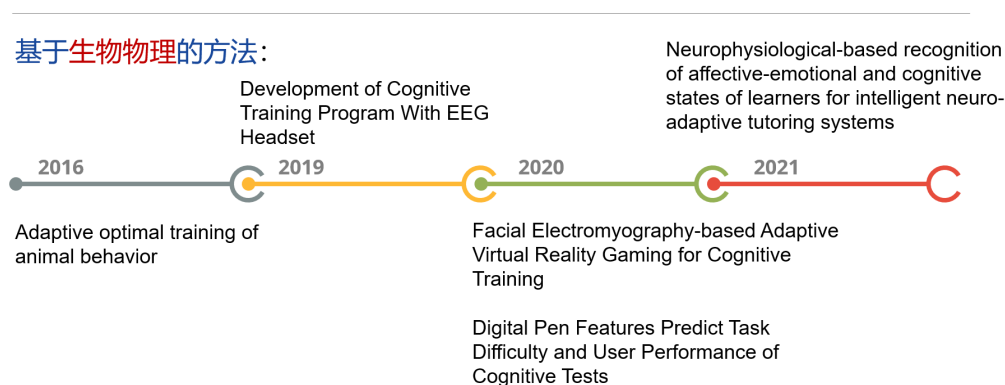 基于生物物理的方法：
Development of Cognitive
Training Program With EEG
Headset
Neurophysiological-based recognition
of affective-emotional and cognitive
states of learners for intelligent neuro-
adaptive tutoring systems
2016
2019
2020
2021
Adaptive optimal training of
animal behavior
Facial Electromyography-based Adaptive
Virtual Reality Gaming for Cognitive
Training
Digital Pen Features Predict Task
Difficulty and User Performance of
Cognitive Tests